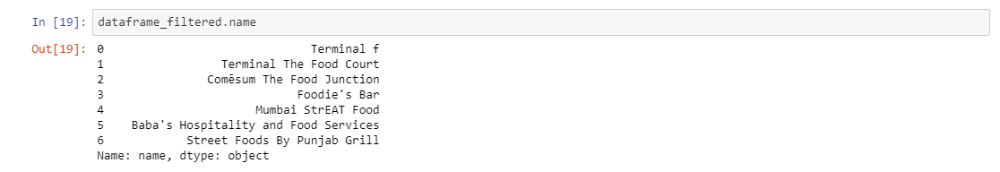 In [19]: dataframe_filtered.name
Out[19]: 0 Terminal f
1 Terminal The Food Court
2 Comēsum The Food Junction
3 Foodie's Bar
4 Mumbai StrEAT Food
5 Baba's Hospitality and Food Services
6 Street Foods By Punjab Grill
Name: name, dtype: object